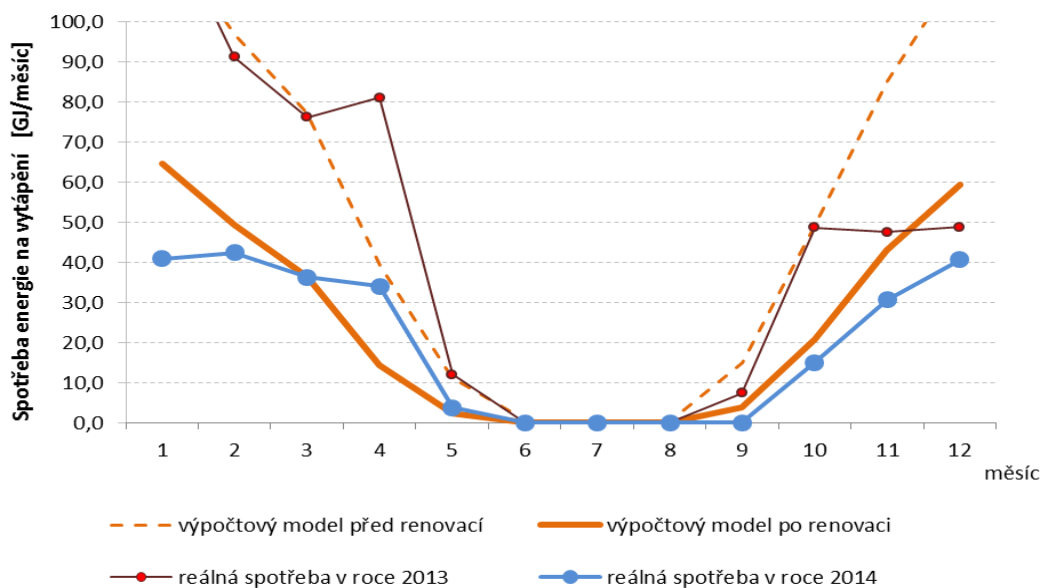 Spotřeba energie na vytápění [GJ/měsíc]
100,0
90,0
80,0
70,0
60,0
50,0
40,0
30,0
20,0
10,0
0,0
1 2 3 4 5 6 7 8 9 10 11 12
měsíc
výpočtový model před renovací výpočtový model po renovaci
reálná spotřeba v roce 2013 reálná spotřeba v roce 2014